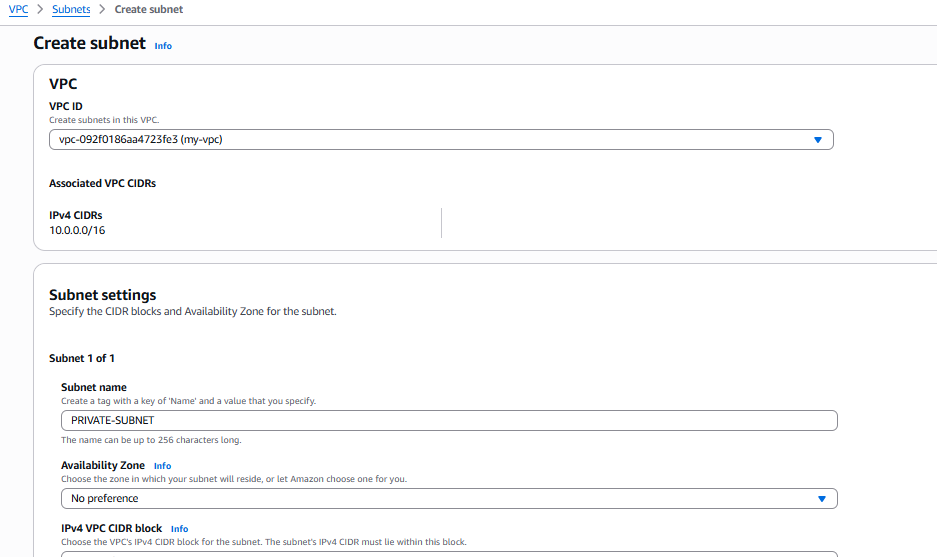 VPC > Subnets > Create subnet
Create subnet Info
VPC
VPC ID
Create subnets in this VPC.
vpc-092f0186aa4723fe3 (my-vpc)
Associated VPC CIDRs
IPv4 CIDRs
10.0.0.0/16
Subnet settings
Specify the CIDR blocks and Availability Zone for the subnet.
Subnet 1 of 1
Subnet name
Create a tag with a key of 'Name' and a value that you specify.
PRIVATE-SUBNET
The name can be up to 256 characters long.
Availability Zone Info
Choose the zone in which your subnet will reside, or let Amazon choose one for you.
No preference
IPv4 VPC CIDR block Info
Choose the VPC's IPv4 CIDR block for the subnet. The subnet's IPv4 CIDR must lie within this block.